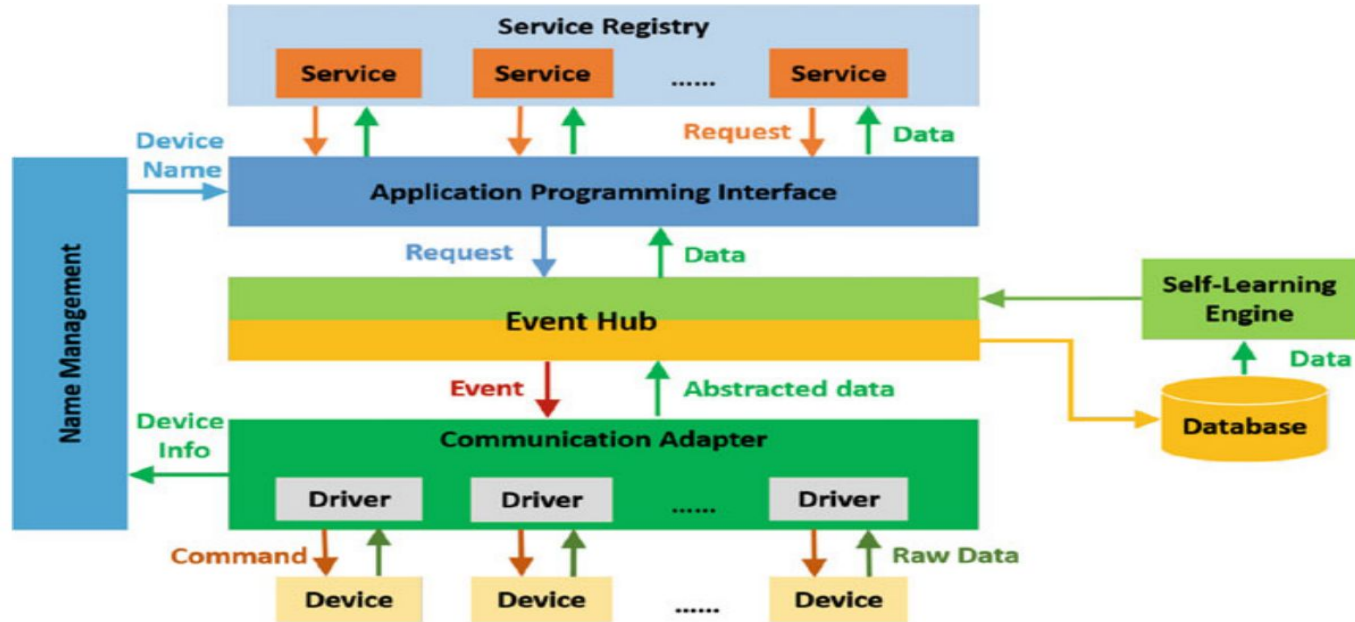 Service Registry
Service
Service
......
Service
Request
Data
Device
Name
Application Programming Interface
Name Management
Request
Data
Self-Learning
Engine
Event Hub
Data
Event
Abstracted data
Database
Device
Info
Communication Adapter
Driver
Driver
......
Driver
Command
Raw Data
Device
Device
......
Device